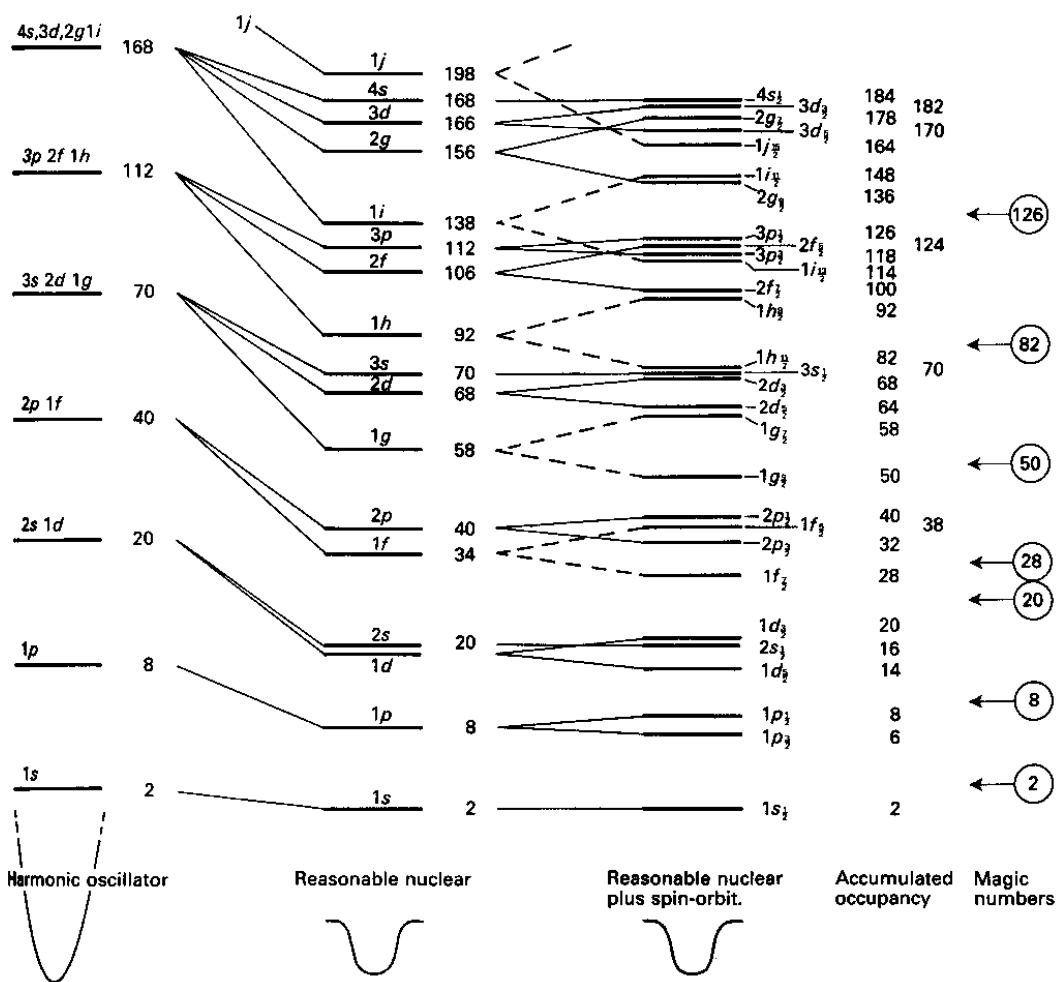 4s,3d,2g1i
168
3p 2f 1h
112
3s 2d 1g
70
2p 1f
40
2s 1d
20
1p
8
1s
2
Harmonic oscillator
1j
1j
198
4s
168
3d
166
2g
156
1i
138
3p
112
2f
106
1h
92
3s
70
2d
68
1g
58
2p
40
1f
34
2s
20
1d
1p
8
1s
2
Reasonable nuclear
4s1/2 184
3d3/2 182
2g7/2 178
3d5/2 170
1j15/2 164
1i11/2 148
2g9/2 136
3p1/2 126
2f5/2 124
3p3/2 118
1i13/2 114
2f7/2 100
1h9/2 92
1h11/2 82
3s1/2 70
2d3/2 68
2d5/2 64
1g7/2 58
1g9/2 50
2p1/2 40
1f5/2 38
2p3/2 32
1f7/2 28
1d3/2 20
2s1/2 16
1d5/2 14
1p1/2 8
1p3/2 6
1s1/2 2
Reasonable nuclear
plus spin-orbit.
Accumulated
occupancy
126
82
50
28
20
8
2
Magic
numbers